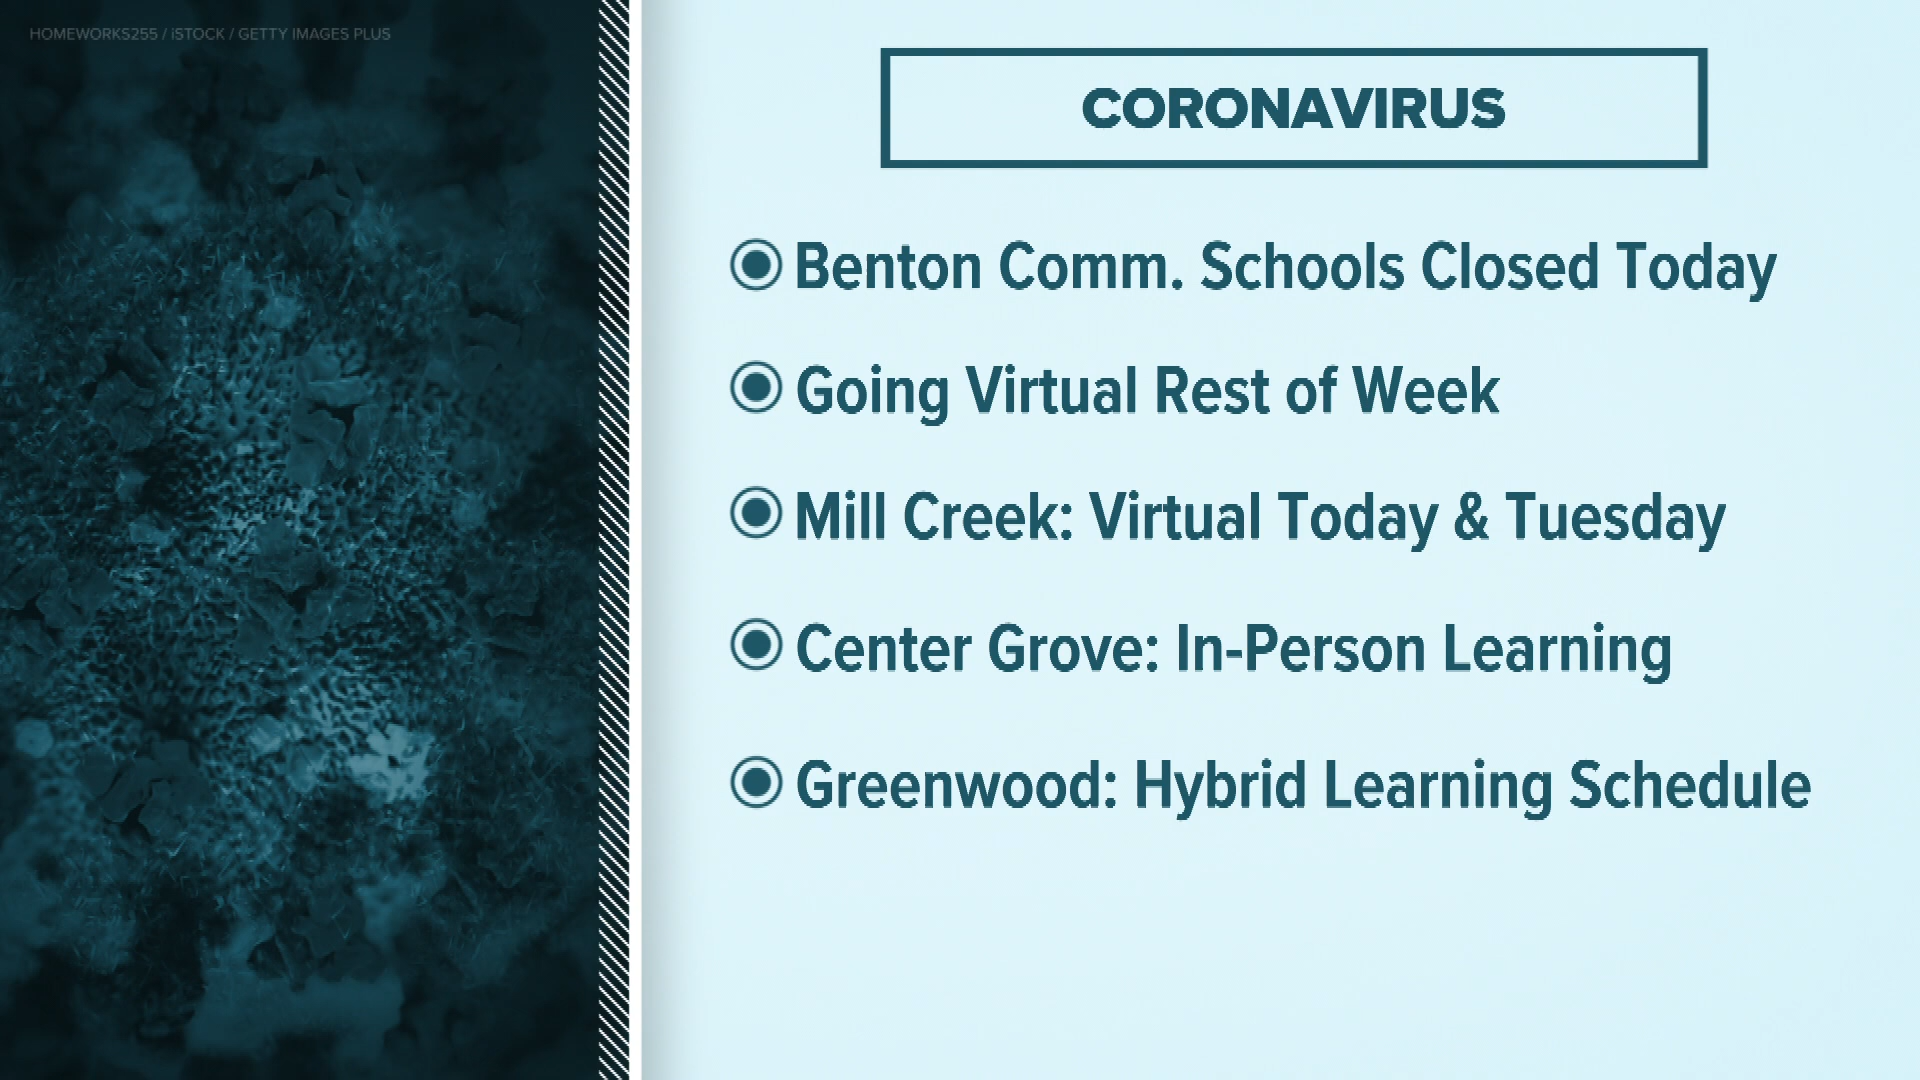 HOMEWORKS255 / iSTOCK / GETTY IMAGES PLUS
CORONAVIRUS
Benton Comm. Schools Closed Today
Going Virtual Rest of Week
Mill Creek: Virtual Today & Tuesday
Center Grove: In-Person Learning
Greenwood: Hybrid Learning Schedule